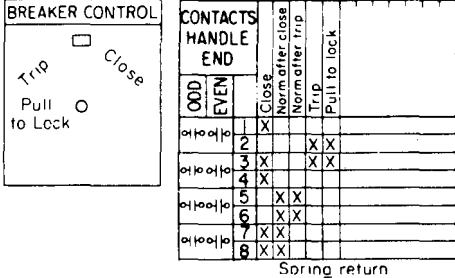 BREAKER CONTROL
Trip
Close
Pull
to Lock
CONTACTS
HANDLE
END
ODD
EVEN
Close
Norm after close
Norm after trip
Trip
Pull to lock
1 X
2 X X
3 X X X
4 X
5 X X
6 X X
7 X X
8 X X
Spring return